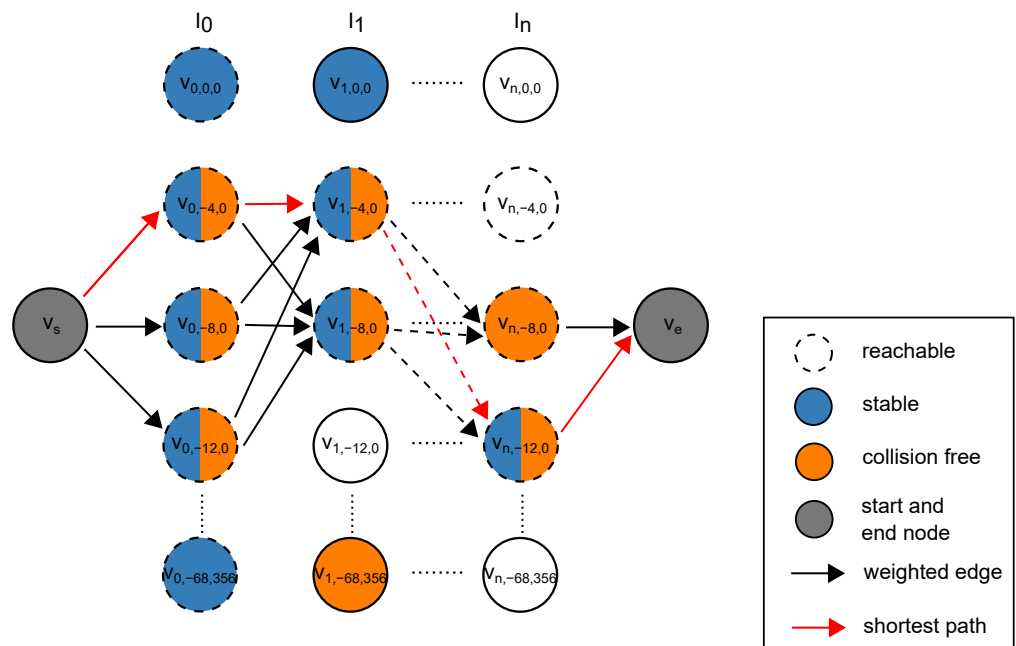 I0 I1 In
v0,0,0 v1,0,0 vn,0,0
v0,−4,0 v1,−4,0 vn,−4,0
vs v0,−8,0 v1,−8,0 vn,−8,0 ve
v0,−12,0 v1,−12,0 vn,−12,0
v0,−68,356 v1,−68,356 vn,−68,356
reachable
stable
collision free
start and
end node
weighted edge
shortest path